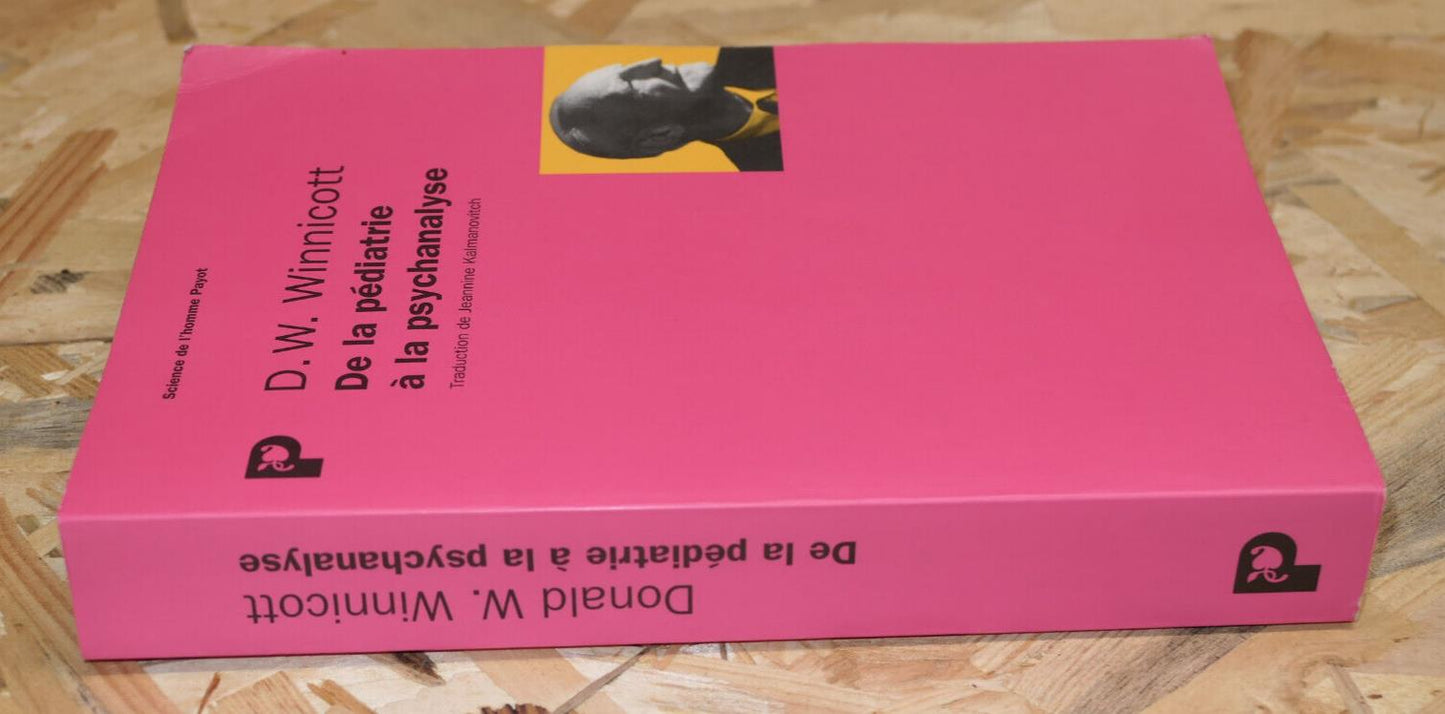 Science de l'homme Payot
D. W. Winnicott
De la pédiatrie
à la psychanalyse
Traduction de Jeannine Kalmanovitch
P
Donald W. Winnicott
De la pédiatrie à la psychanalyse
P